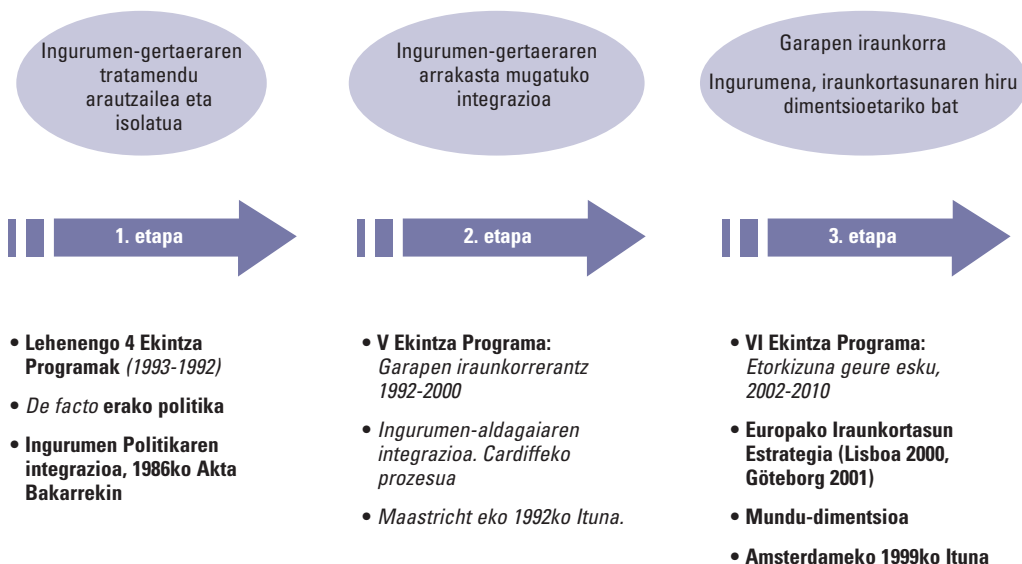 Ingurumen-gertaeraren
tratamendu
arautzailea eta
isolatua
Ingurumen-gertaeraren
arrakasta mugatuko
integrazioa
Garapen iraunkorra
Ingurumena, iraunkortasunaren hiru
dimentsioetariko bat
1. etapa
2. etapa
3. etapa
• Lehenengo 4 Ekintza
Programak (1993-1992)
• De facto erako politika
• Ingurumen Politikaren
integrazioa, 1986ko Akta
Bakarrekin
• V Ekintza Programa:
Garapen iraunkorrerantz
1992-2000
• Ingurumen-aldagaiaren
integrazioa. Cardiffeko
prozesua
• Maastricht eko 1992ko Ituna.
• VI Ekintza Programa:
Etorkizuna geure esku,
2002-2010
• Europako Iraunkortasun
Estrategia (Lisboa 2000,
Göteborg 2001)
• Mundu-dimentsioa
• Amsterdameko 1999ko Ituna